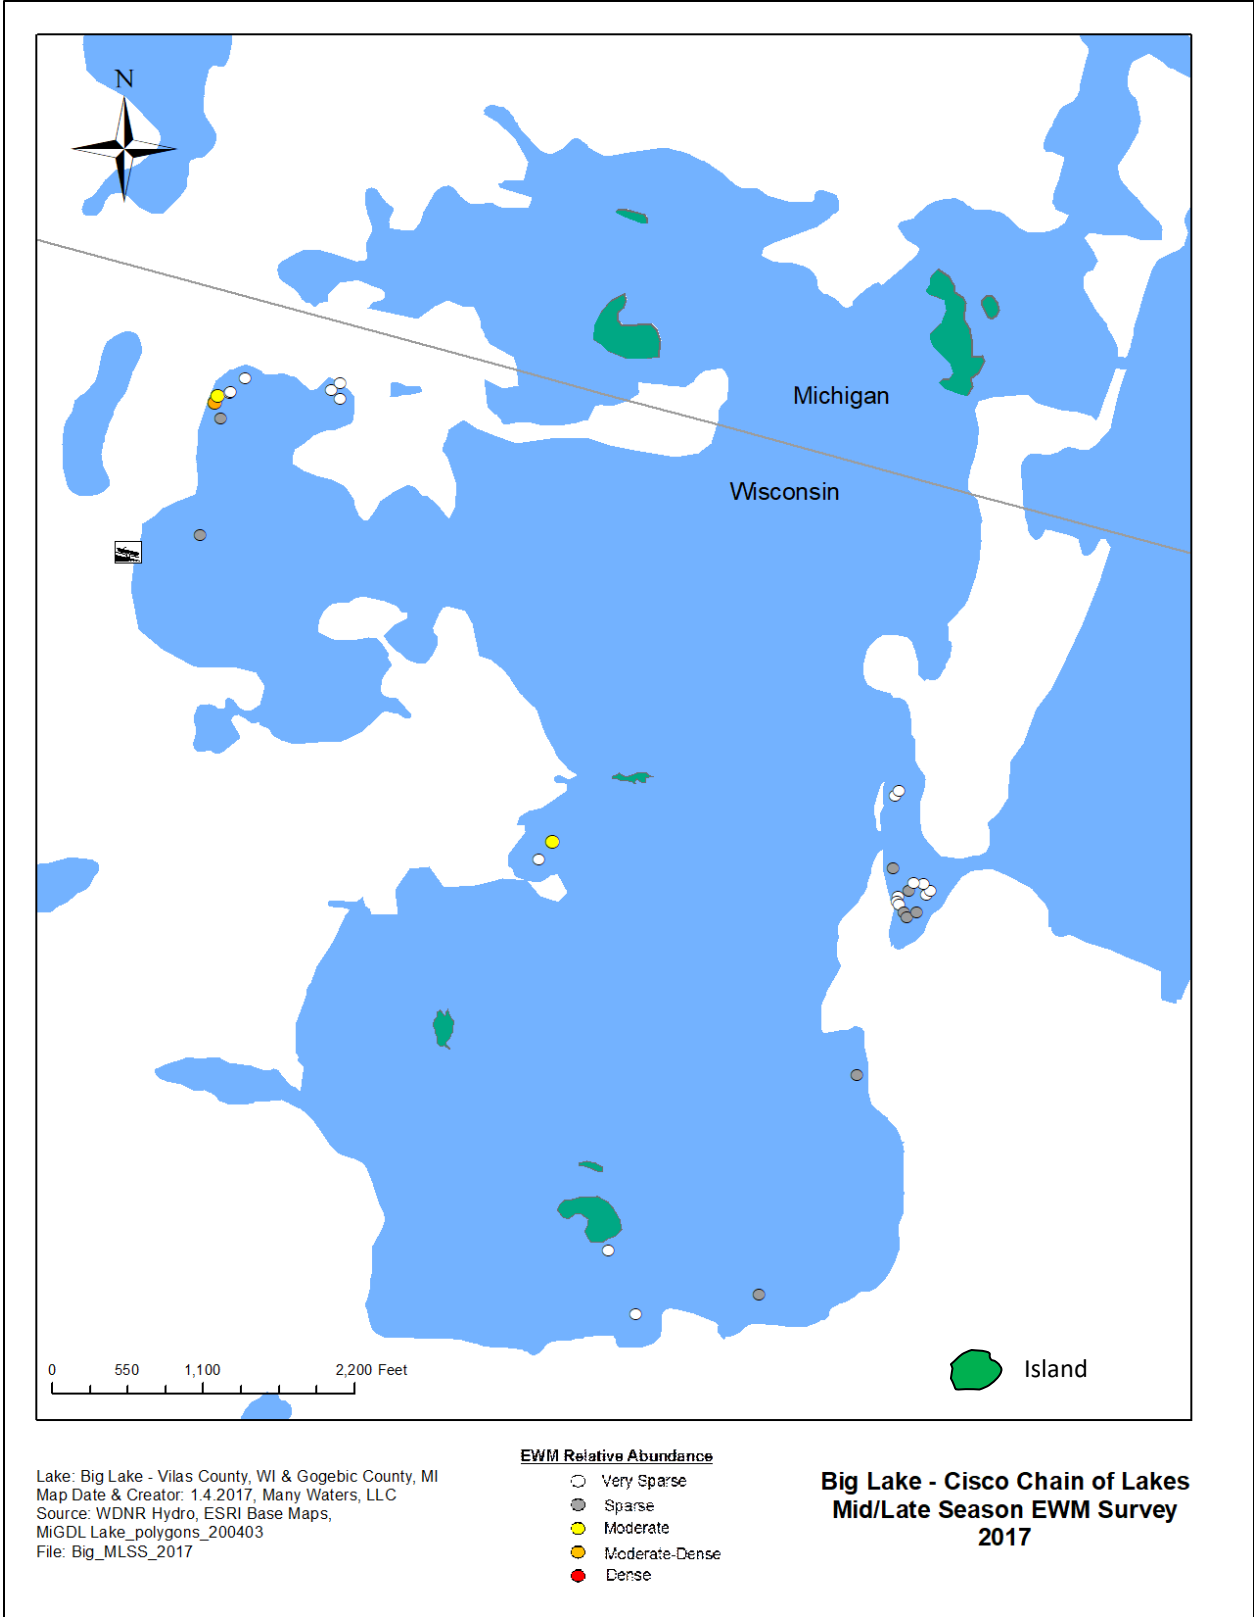 N
Michigan
Wisconsin
0 550 1,100 2,200 Feet
Island
Lake: Big Lake - Vilas County, WI & Gogebic County, MI
Map Date & Creator: 1.4.2017, Many Waters, LLC
Source: WDNR Hydro, ESRI Base Maps,
MiGDL Lake_polygons_200403
File: Big_MLSS_2017
EWM Relative Abundance
Very Sparse
Sparse
Moderate
Moderate-Dense
Dense
Big Lake - Cisco Chain of Lakes
Mid/Late Season EWM Survey
2017